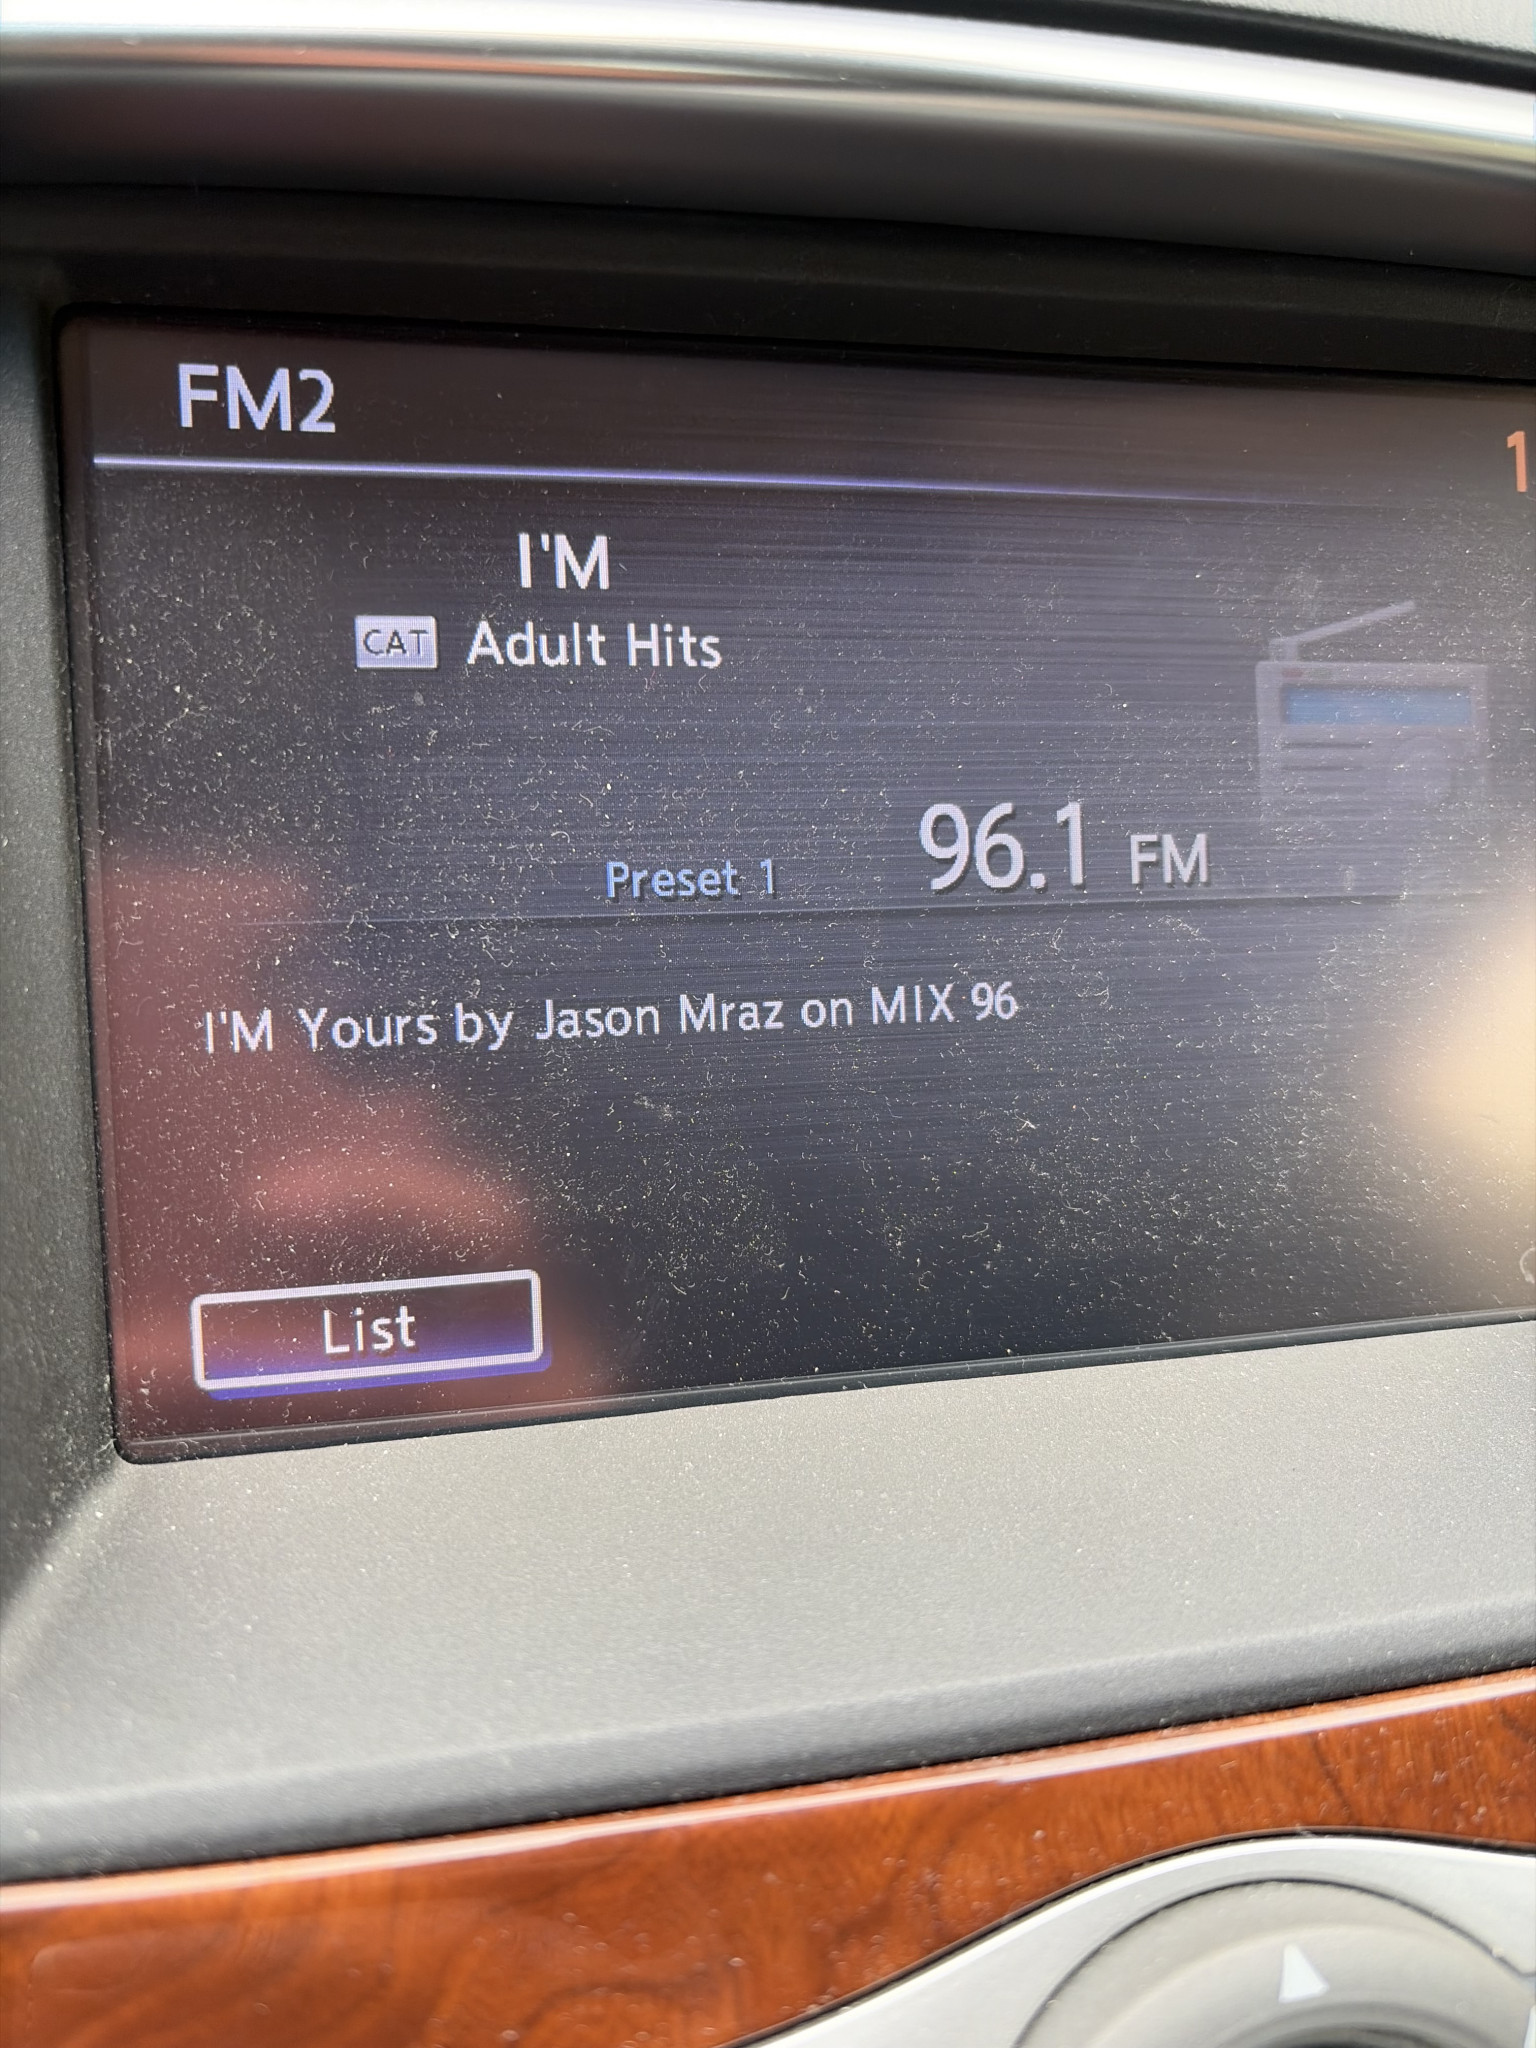 FM2
1
I'M
CAT Adult Hits
Preset 1 96.1 FM
I'M Yours by Jason Mraz on MIX 96
List